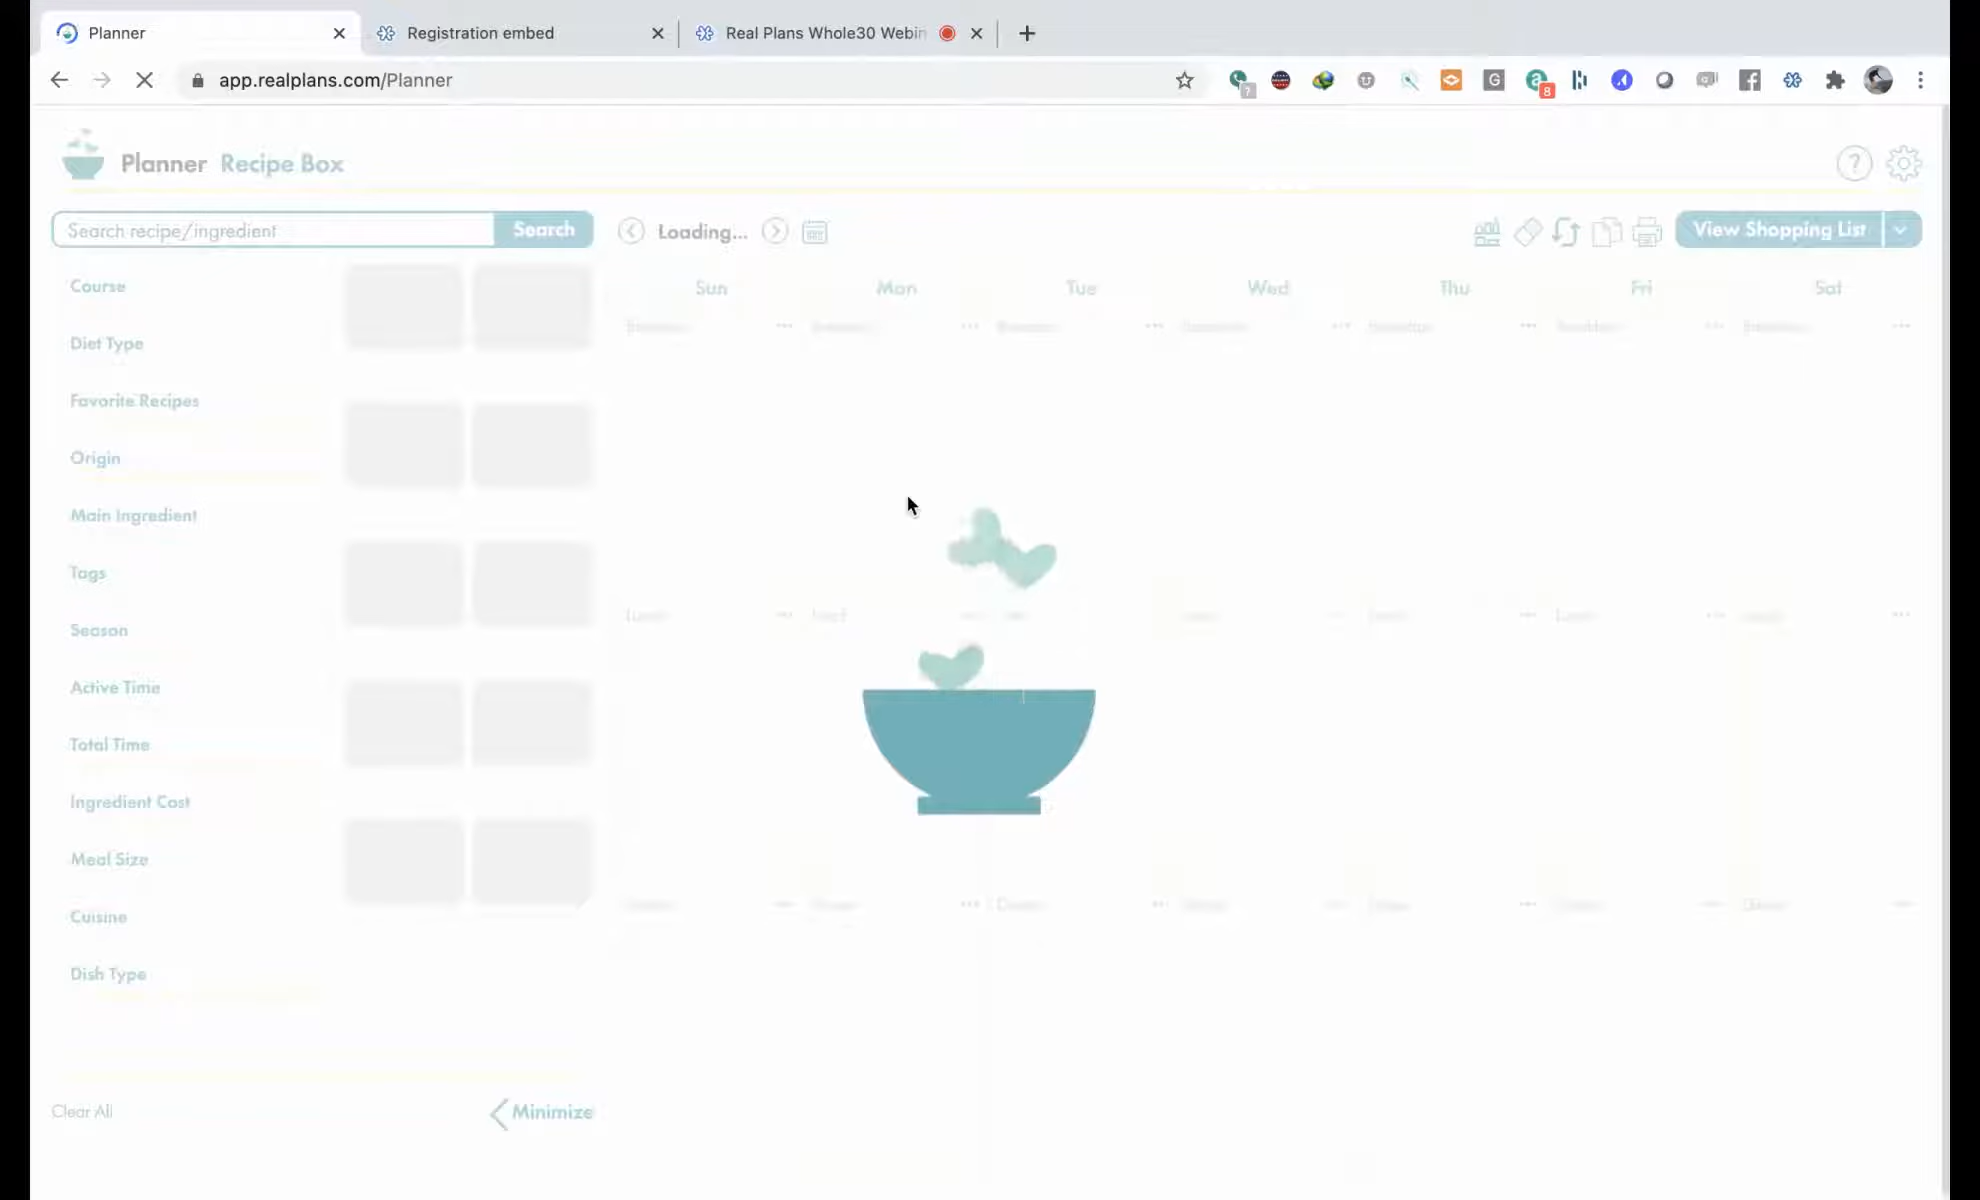 Planner
Registration embed
Real Plans Whole30 Webin
app.realplans.com/Planner
?
G
8
Planner Recipe Box
?
Search recipe/ingredient
Search
Loading...
View Shopping List
Course
Diet Type
Favorite Recipes
Origin
Main Ingredient
Tags
Season
Active Time
Total Time
Ingredient Cost
Meal Size
Cuisine
Dish Type
Sun Mon Tue Wed Thu Fri Sat
Clear All
Minimize